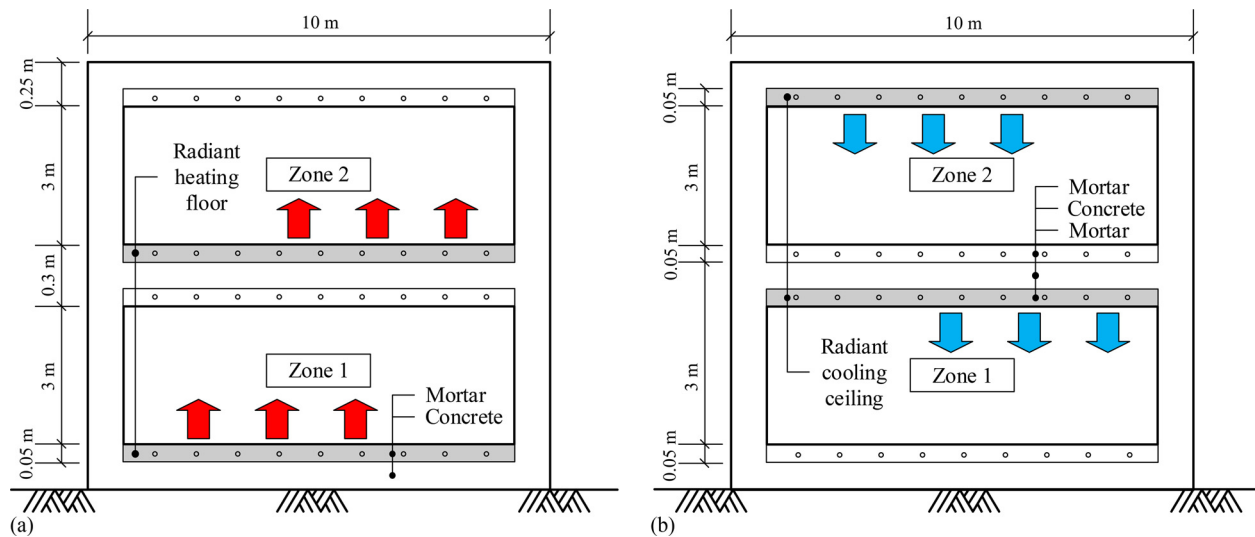 10 m
0.25 m
3 m
0.3 m
3 m
0.05 m
Radiant
heating
floor
Zone 2
Zone 1
Mortar
Concrete
(a)
10 m
0.05 m
3 m
0.05 m
3 m
0.05 m
Zone 2
Mortar
Concrete
Mortar
Radiant
cooling
ceiling
Zone 1
(b)